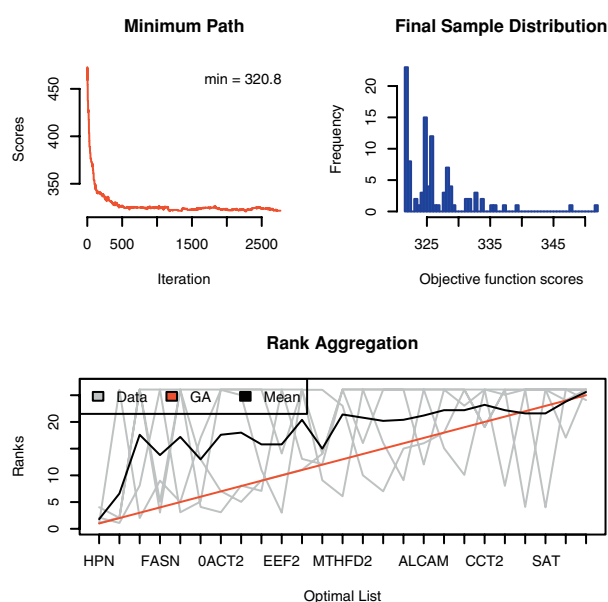 Minimum Path
min = 320.8
Scores
350 400 450
0 500 1500 2500
Iteration
Final Sample Distribution
Frequency
0 5 10 15 20
325 335 345
Objective function scores
Rank Aggregation
Data GA Mean
Ranks
0 5 10 20
HPN FASN 0ACT2 EEF2 MTHFD2 ALCAM CCT2 SAT
Optimal List